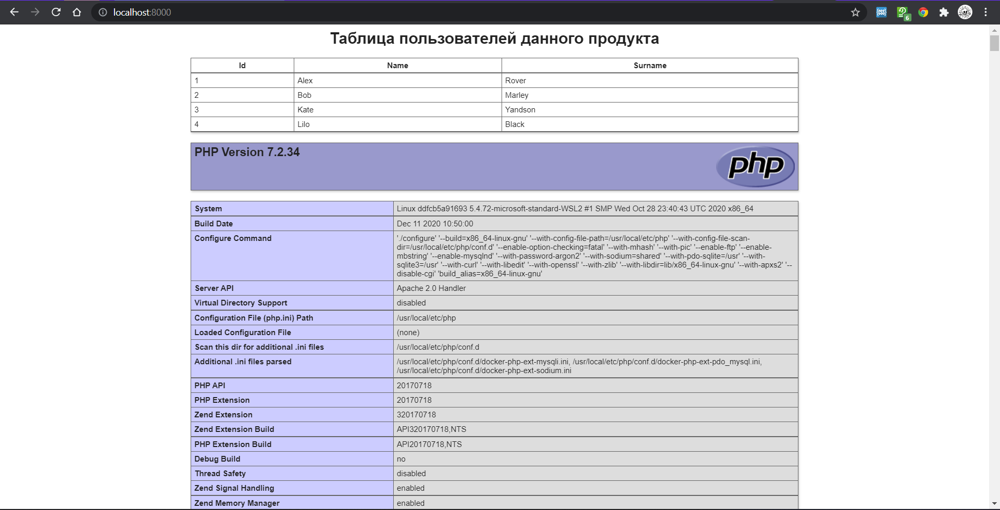 localhost:8000
6
Таблица пользователей данного продукта
Id Name Surname
1 Alex Rover
2 Bob Marley
3 Kate Yandson
4 Lilo Black
PHP Version 7.2.34
php
System Linux ddfcb5a91693 5.4.72-microsoft-standard-WSL2 #1 SMP Wed Oct 28 23:40:43 UTC 2020 x86_64
Build Date Dec 11 2020 10:50:00
Configure Command './configure' '--build=x86_64-linux-gnu' '--with-config-file-path=/usr/local/etc/php' '--with-config-file-scan-
dir=/usr/local/etc/php/conf.d' '--enable-option-checking=fatal' '--with-mhash' '--with-pic' '--enable-ftp' '--enable-
mbstring' '--enable-mysqlnd' '--with-password-argon2' '--with-sodium=shared' '--with-pdo-sqlite=/usr' '--with-
sqlite3=/usr' '--with-curl' '--with-libedit' '--with-openssl' '--with-zlib' '--with-libdir=lib/x86_64-linux-gnu' '--with-apxs2' '--
disable-cgi' 'build_alias=x86_64-linux-gnu'
Server API Apache 2.0 Handler
Virtual Directory Support disabled
Configuration File (php.ini) Path /usr/local/etc/php
Loaded Configuration File (none)
Scan this dir for additional .ini files /usr/local/etc/php/conf.d
Additional .ini files parsed /usr/local/etc/php/conf.d/docker-php-ext-mysqli.ini, /usr/local/etc/php/conf.d/docker-php-ext-pdo_mysql.ini,
/usr/local/etc/php/conf.d/docker-php-ext-sodium.ini
PHP API 20170718
PHP Extension 20170718
Zend Extension 320170718
Zend Extension Build API320170718,NTS
PHP Extension Build API20170718,NTS
Debug Build no
Thread Safety disabled
Zend Signal Handling enabled
Zend Memory Manager enabled